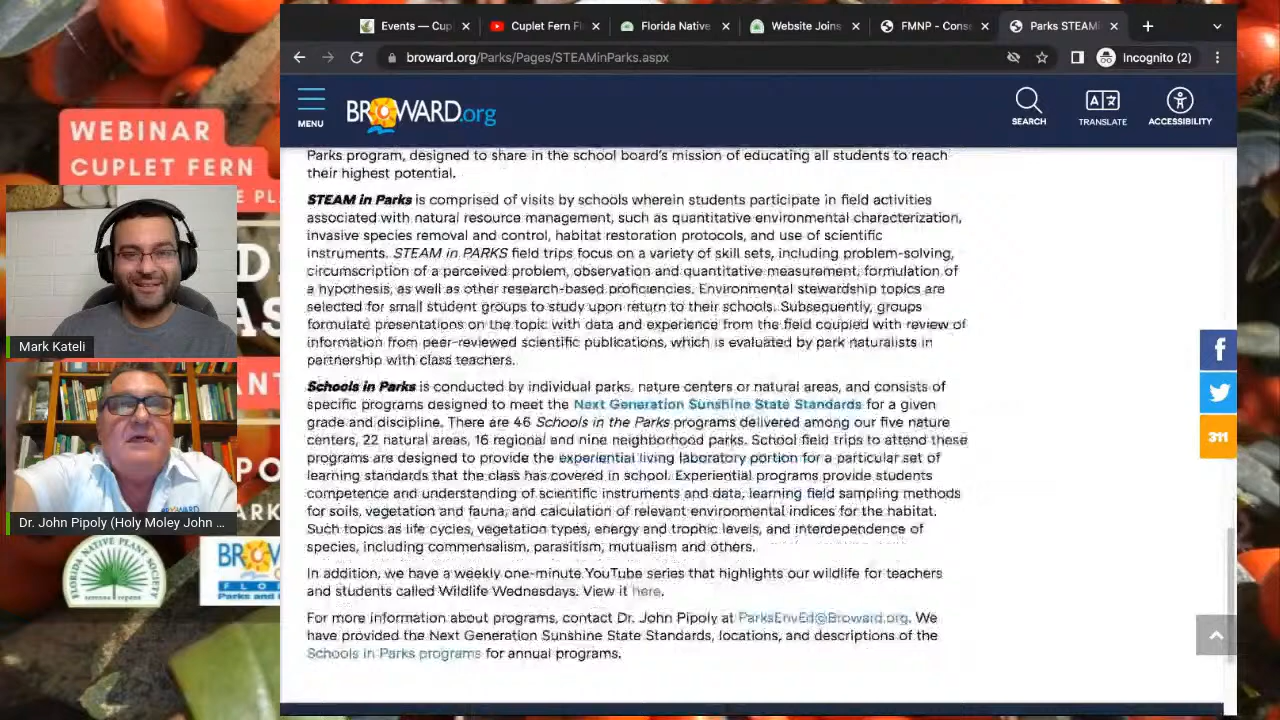 Events — Cup
Cuplet Fern Fl
Florida Native
Website Joins
FMNP - Conse
Parks STEAMi
broward.org/Parks/Pages/STEAMinParks.aspx
Incognito (2)
MENU
BROWARD.org
SEARCH
TRANSLATE
ACCESSIBILITY
WEBINAR
CUPLET FERN
Parks program, designed to share in the school board's mission of educating all students to reach
their highest potential.
STEAM in Parks is comprised of visits by schools wherein students participate in field activities
associated with natural resource management, such as quantitative environmental characterization,
invasive species removal and control, habitat restoration protocols, and use of scientific
instruments. STEAM in PARKS field trips focus on a variety of skill sets, including problem-solving,
circumscription of a perceived problem, observation and quantitative measurement, formulation of
a hypothesis, as well as other research-based proficiencies. Environmental stewardship topics are
selected for small student groups to study upon return to their schools. Subsequently, groups
formulate presentations on the topic with data and experience from the field coupled with review of
information from peer-reviewed scientific publications, which is evaluated by park naturalists in
partnership with class teachers.
Schools in Parks is conducted by individual parks, nature centers or natural areas, and consists of
specific programs designed to meet the Next Generation Sunshine State Standards for a given
grade and discipline. There are 46 Schools in the Parks programs delivered among our five nature
centers, 22 natural areas, 16 regional and nine neighborhood parks. School field trips to attend these
programs are designed to provide the experiential living laboratory portion for a particular set of
learning standards that the class has covered in school. Experiential programs provide students
competence and understanding of scientific instruments and data, learning field sampling methods
for soils, vegetation and fauna, and calculation of relevant environmental indices for the habitat.
Such topics as life cycles, vegetation types, energy and trophic levels, and interdependence of
species, including commensalism, parasitism, mutualism and others.
In addition, we have a weekly one-minute YouTube series that highlights our wildlife for teachers
and students called Wildlife Wednesdays. View it here.
For more information about programs, contact Dr. John Pipoly at ParksEnvEd@Broward.org. We
have provided the Next Generation Sunshine State Standards, locations, and descriptions of the
Schools in Parks programs for annual programs.
Mark Kateli
Dr. John Pipoly (Holy Moley John ...
311
FLORIDA NATIVE PLANT SOCIETY